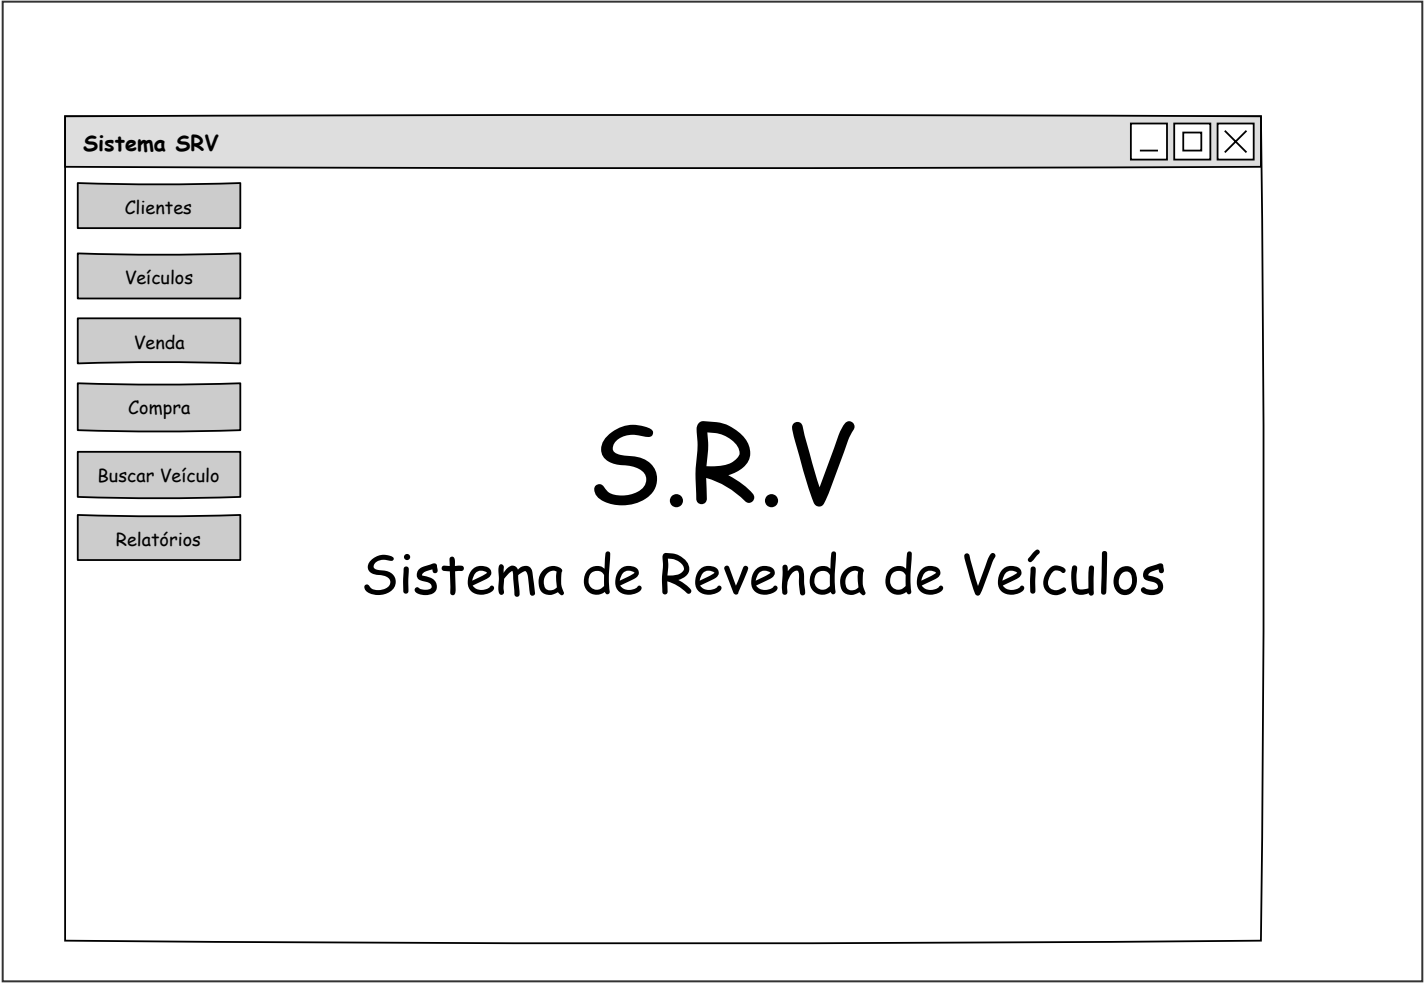 Sistema SRV
Clientes
Veículos
Venda
Compra
Buscar Veículo
Relatórios
S.R.V
Sistema de Revenda de Veículos